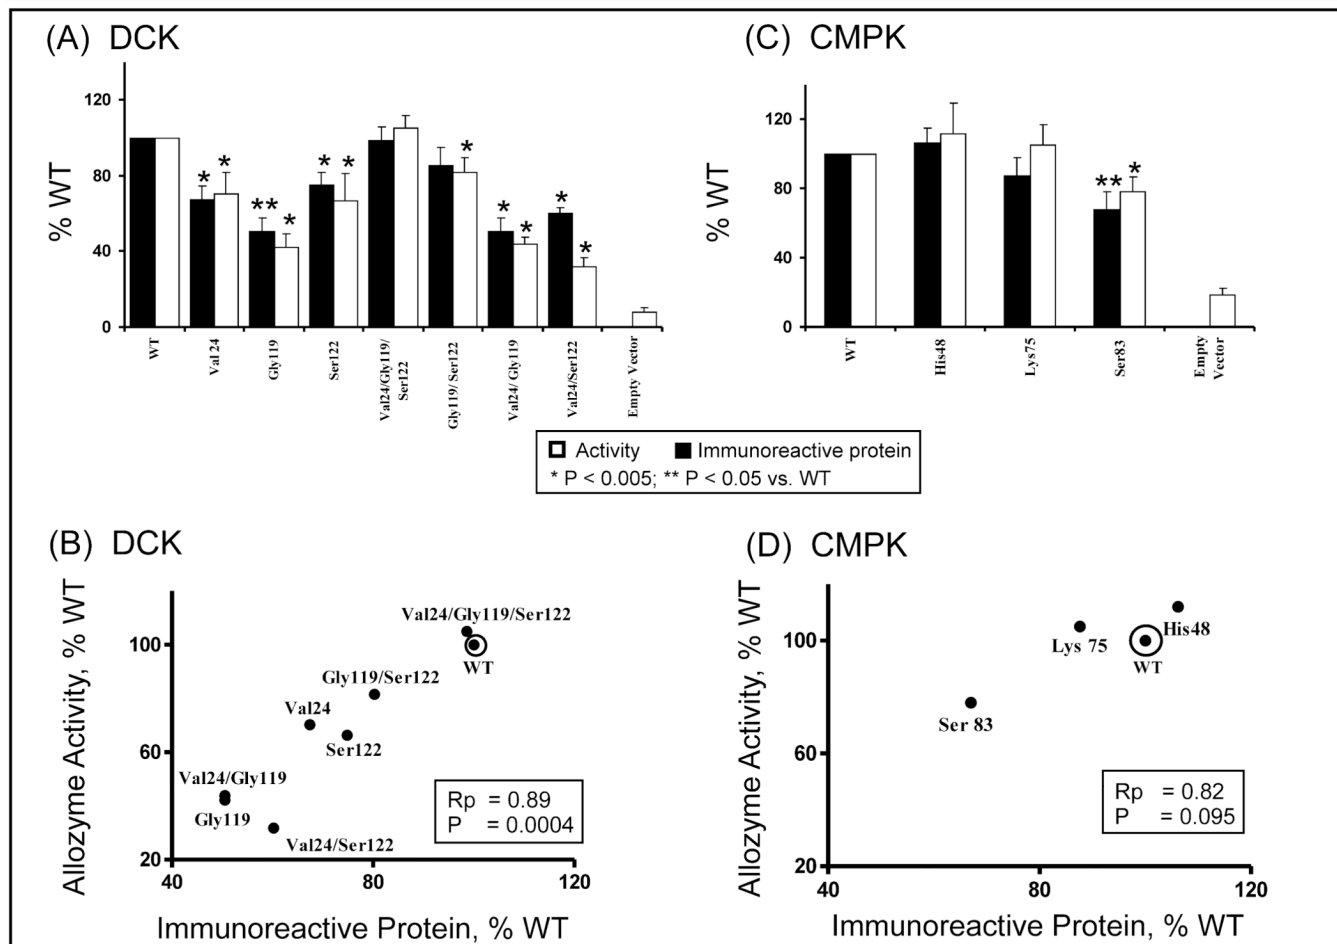 (A) DCK
% WT
120
80
40
0
* * ** * * * * * * * *
WT
Val 24
Gly119
Ser122
Val24/Gly119/
Ser122
Gly119/ Ser122
Val24/ Gly119
Val24/Ser122
Empty Vector
(C) CMPK
% WT
120
80
40
0
** *
WT
His48
Lys75
Ser83
Empty
Vector
Activity Immunoreactive protein
* P < 0.005; ** P < 0.05 vs. WT
(B) DCK
Allozyme Activity, % WT
100
60
20
40 80 120
Val24/Gly119/Ser122
WT
Gly119/Ser122
Val24
Ser122
Val24/Gly119
Gly119
Val24/Ser122
Rp = 0.89
P = 0.0004
Immunoreactive Protein, % WT
(D) CMPK
Allozyme Activity, % WT
100
60
20
40 80 120
His48
Lys 75
WT
Ser 83
Rp = 0.82
P = 0.095
Immunoreactive Protein, % WT